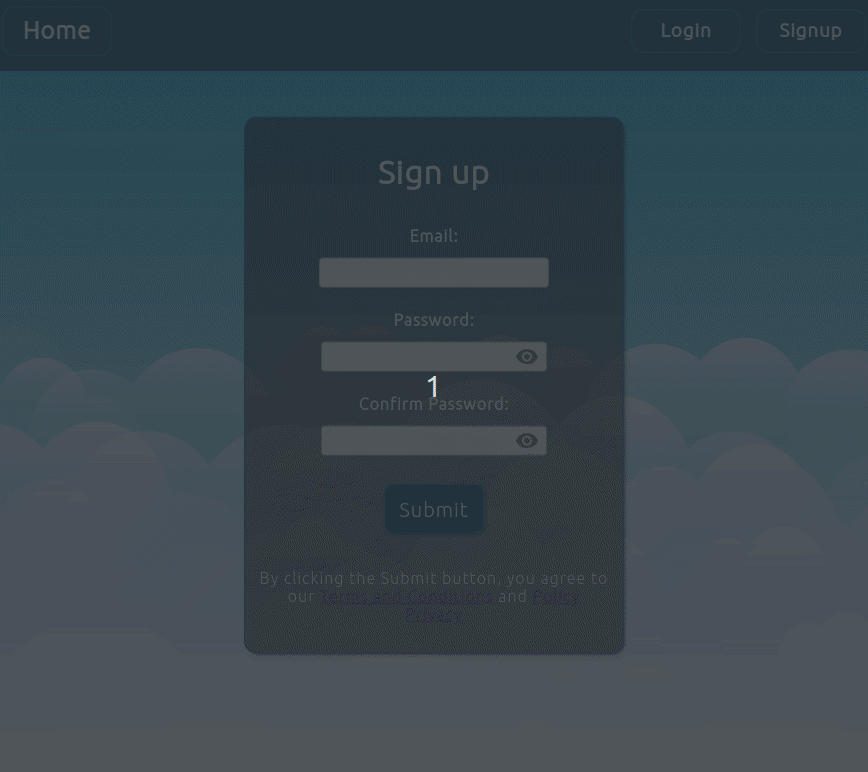 Home
Login
Signup
Sign up
Email:
Password:
1
Confirm Password:
Submit
By clicking the Submit button, you agree to
our Terms and Conditions and Policy
Privacy